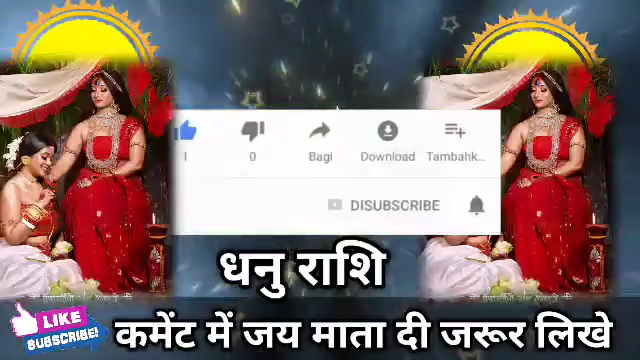 1 0 Bagi Download Tambahk...
DISUBSCRIBE
धनु राशि
LIKE
SUBSCRIBE!
कमेंट में जय माता दी जरूर लिखे